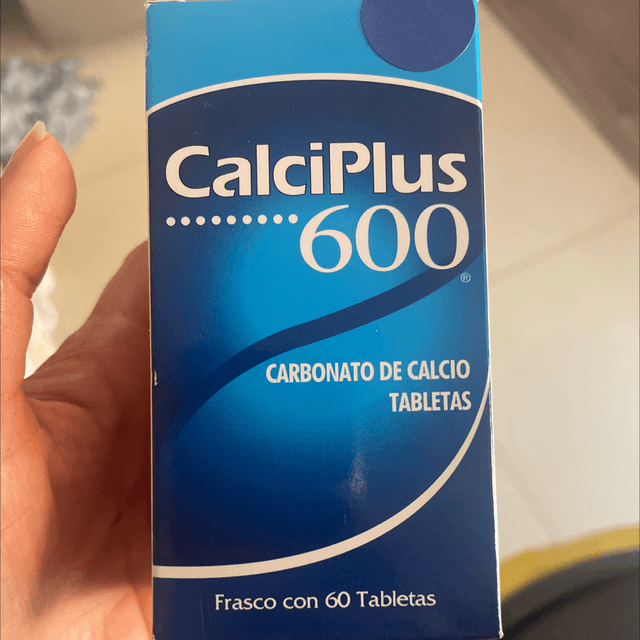 CalciPlus
600
®
CARBONATO DE CALCIO
TABLETAS
Frasco con 60 Tabletas